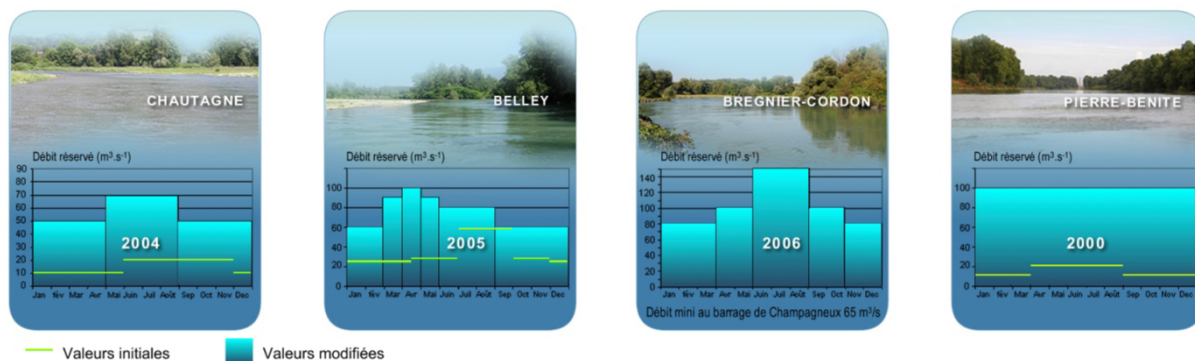 CHAUTAGNE
Débit réservé (m³.s⁻¹)
90
80
70
60
50
40
30
20
10
0
2004
Jan fév Mar Avr Mai Juin Juil Août Sep Oct Nov Dec
BELLEY
Débit réservé (m³.s⁻¹)
100
80
60
40
20
0
2005
Jan fév Mar Avr Mai Juin Juil Août Sep Oct Nov Dec
BREGNIER-CORDON
Débit réservé (m³.s⁻¹)
140
120
100
80
60
40
20
0
2006
Jan fév Mar Avr Mai Juin Juil Août Sep Oct Nov Dec
Débit mini au barrage de Champagneux 65 m³/s
PIERRE-BENITE
Débit réservé (m³.s⁻¹)
100
80
60
40
20
0
2000
Jan fév Mar Avr Mai Juin Juil Août Sep Oct Nov Dec
Valeurs initiales
Valeurs modifiées